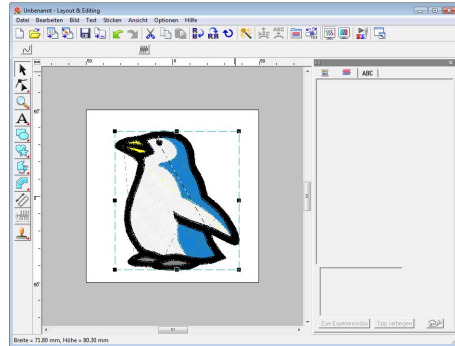 Unbenannt - Layout & Editing
Datei Bearbeiten Bild Text Sticken Ansicht Optionen Hilfe
ABC
A
Zum Expertenmodus Tipp verbergen
Breite = 71.80 mm, Höhe = 80.30 mm